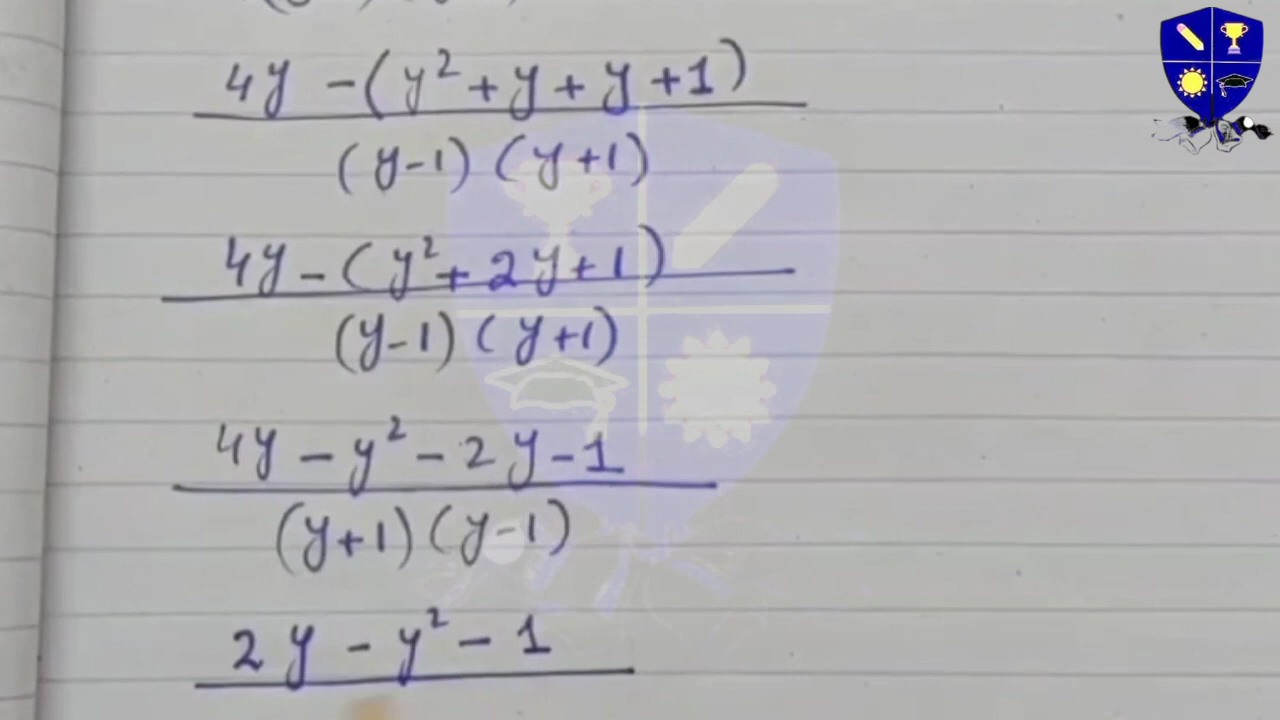 4y - (y² + y + y + 1)
(y-1) (y+1)
4y - (y² + 2y + 1)
(y-1) (y+1)
4y - y² - 2y - 1
(y+1) (y-1)
2y - y² - 1